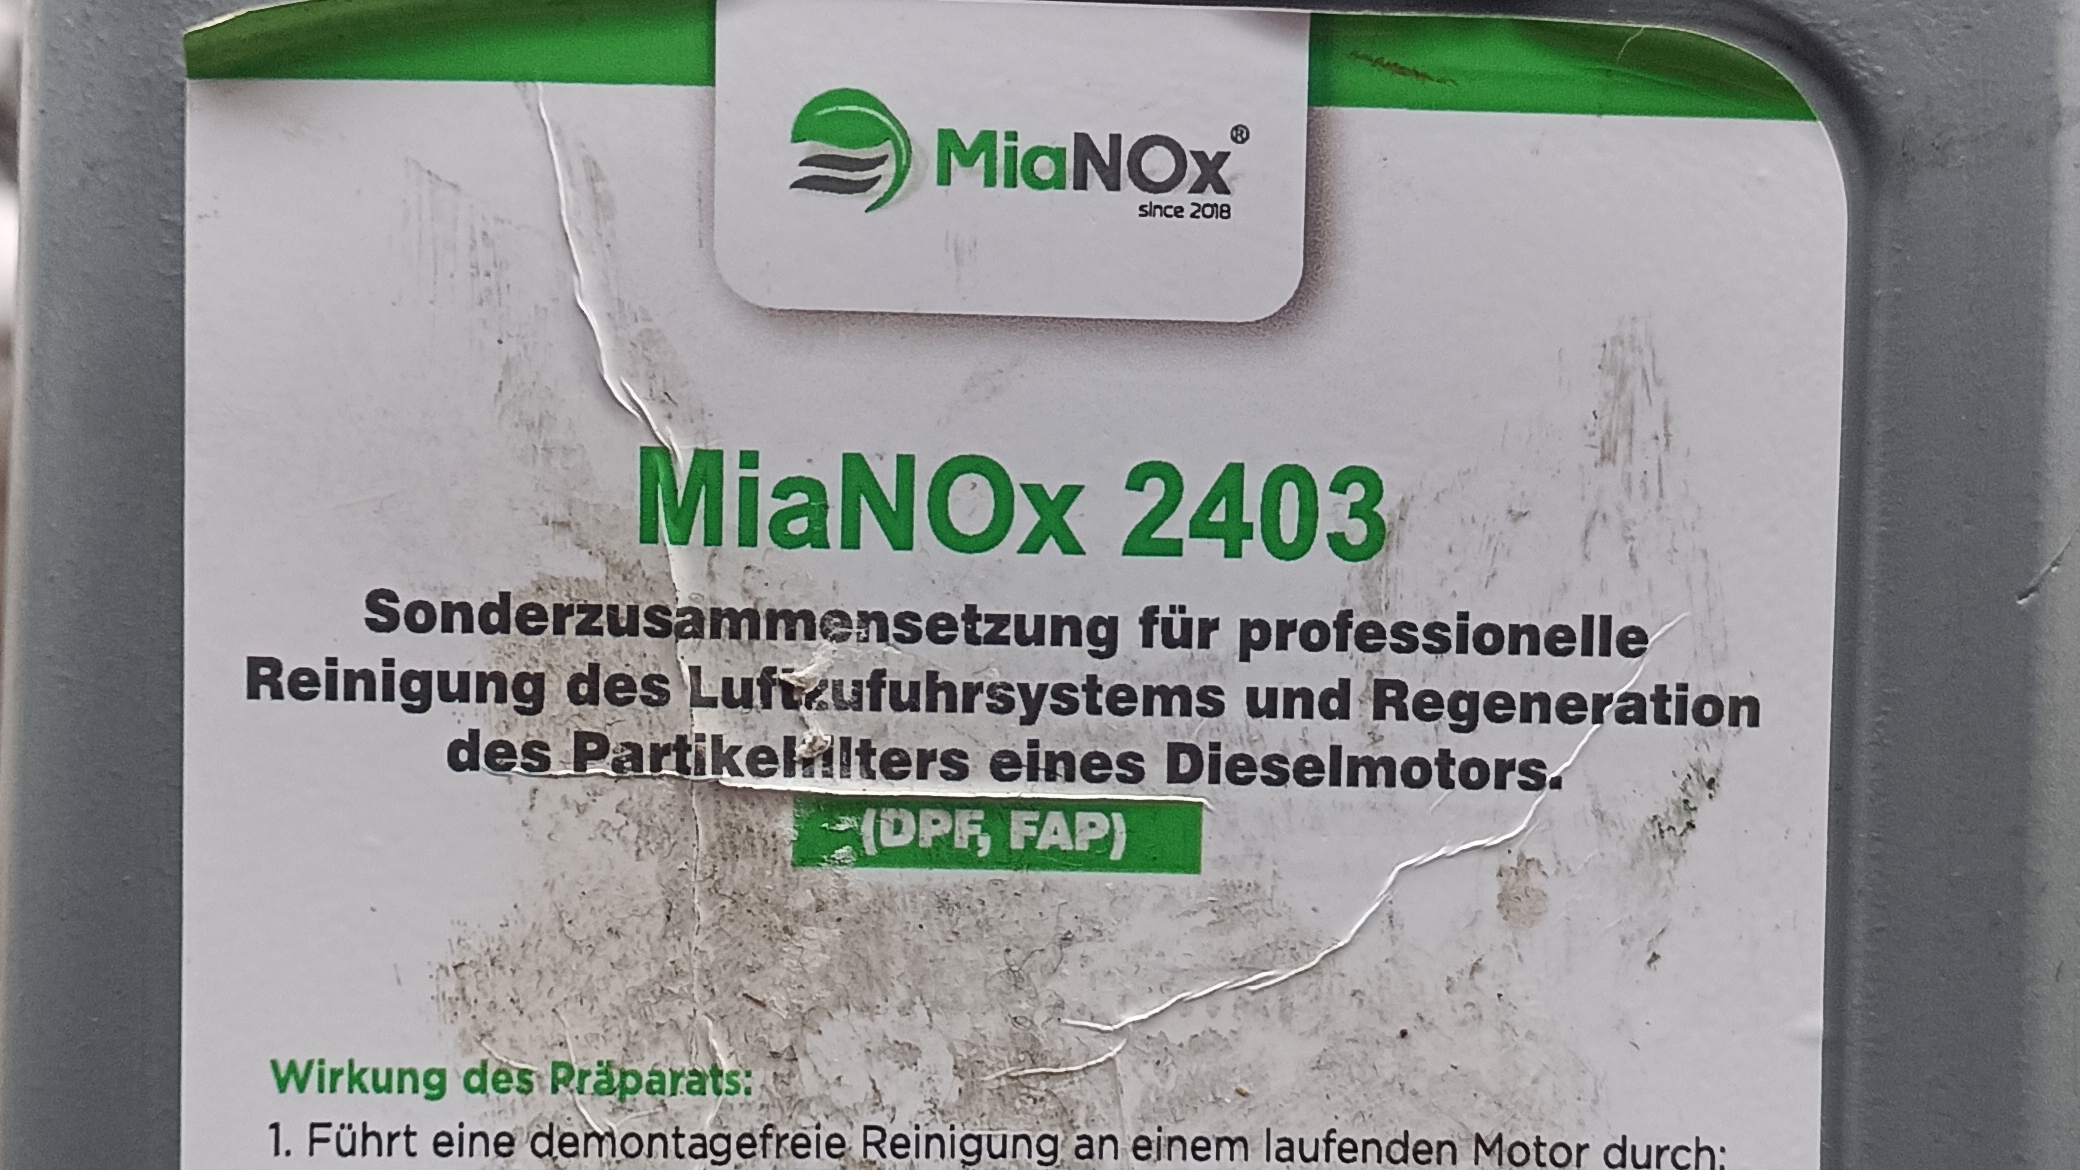 MiaNOx®
since 2018
MiaNOx 2403
Sonderzusammensetzung für professionelle
Reinigung des Luftzufuhrsystems und Regeneration
des Partikelfilters eines Dieselmotors.
(DPF, FAP)
Wirkung des Präparats:
1. Führt eine demontagefreie Reinigung an einem laufenden Motor durch: